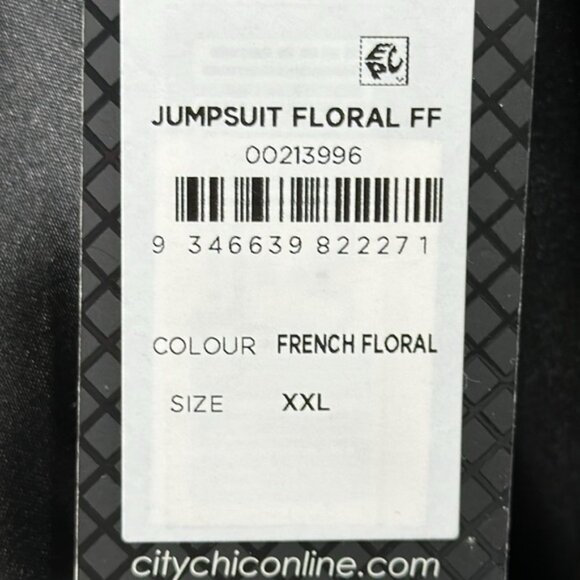 JUMPSUIT FLORAL FF
00213996
9 346639 822271
COLOUR FRENCH FLORAL
SIZE XXL
citychiconline.com